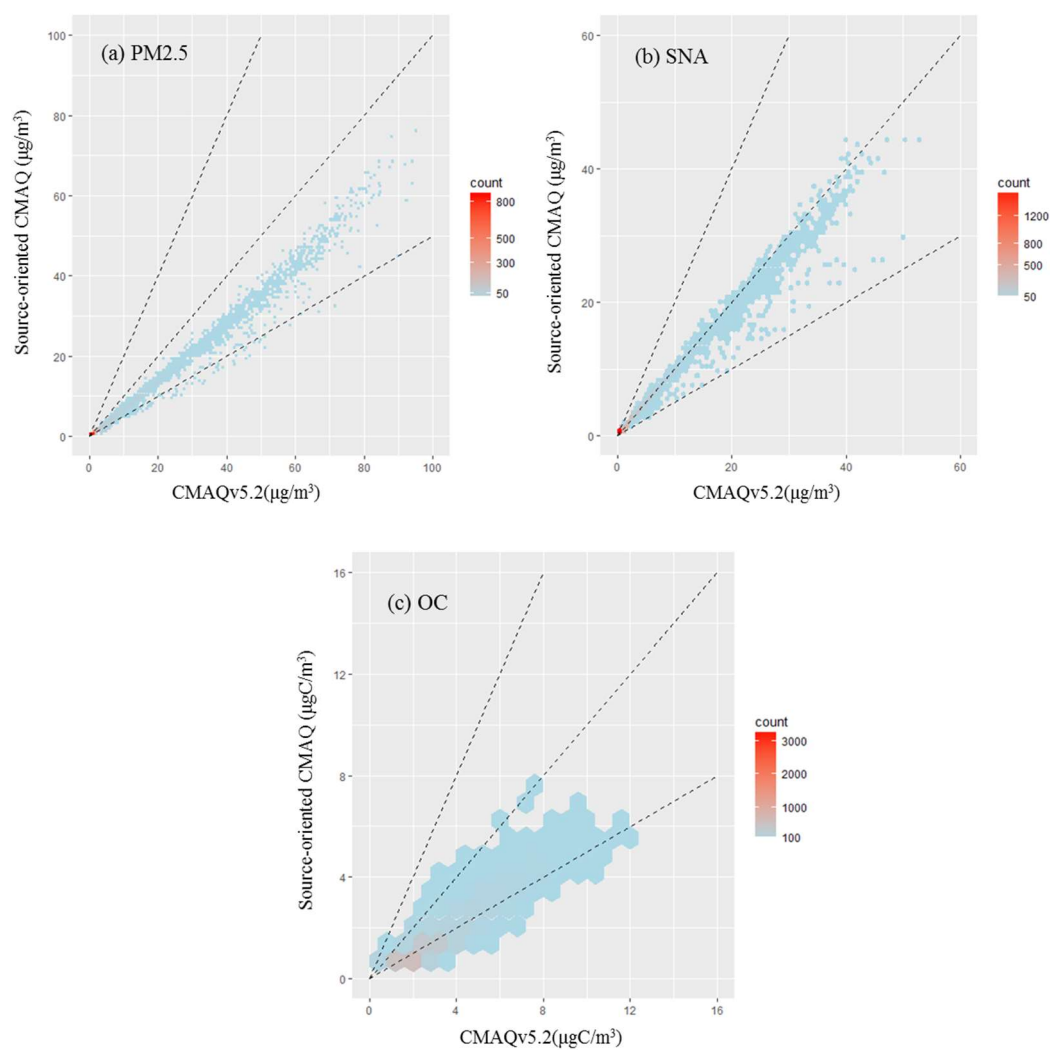 (a) PM2.5
Source-oriented CMAQ (μg/m³)
100
80
60
40
20
0
0 20 40 60 80 100
CMAQv5.2(μg/m³)
count
800
500
300
50
(b) SNA
Source-oriented CMAQ (μg/m³)
60
40
20
0
0 20 40 60
CMAQv5.2(μg/m³)
count
1200
800
500
50
(c) OC
Source-oriented CMAQ (μgC/m³)
16
12
8
4
0
0 4 8 12 16
CMAQv5.2(μgC/m³)
count
3000
2000
1000
100